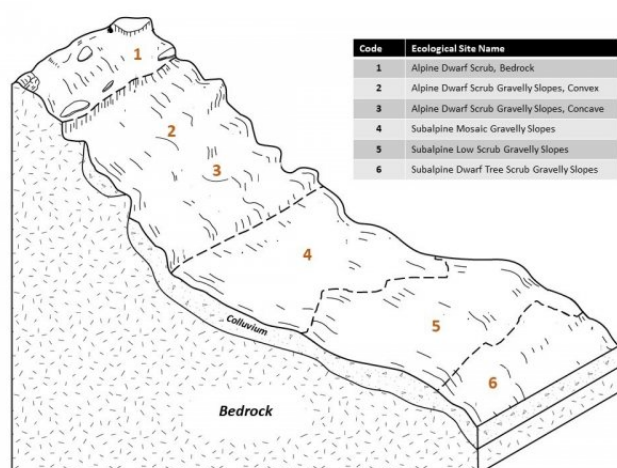 Code Ecological Site Name
1 Alpine Dwarf Scrub, Bedrock
2 Alpine Dwarf Scrub Gravelly Slopes, Convex
3 Alpine Dwarf Scrub Gravelly Slopes, Concave
4 Subalpine Mosaic Gravelly Slopes
5 Subalpine Low Scrub Gravelly Slopes
6 Subalpine Dwarf Tree Scrub Gravelly Slopes
1
2
3
4
5
6
Colluvium
Bedrock